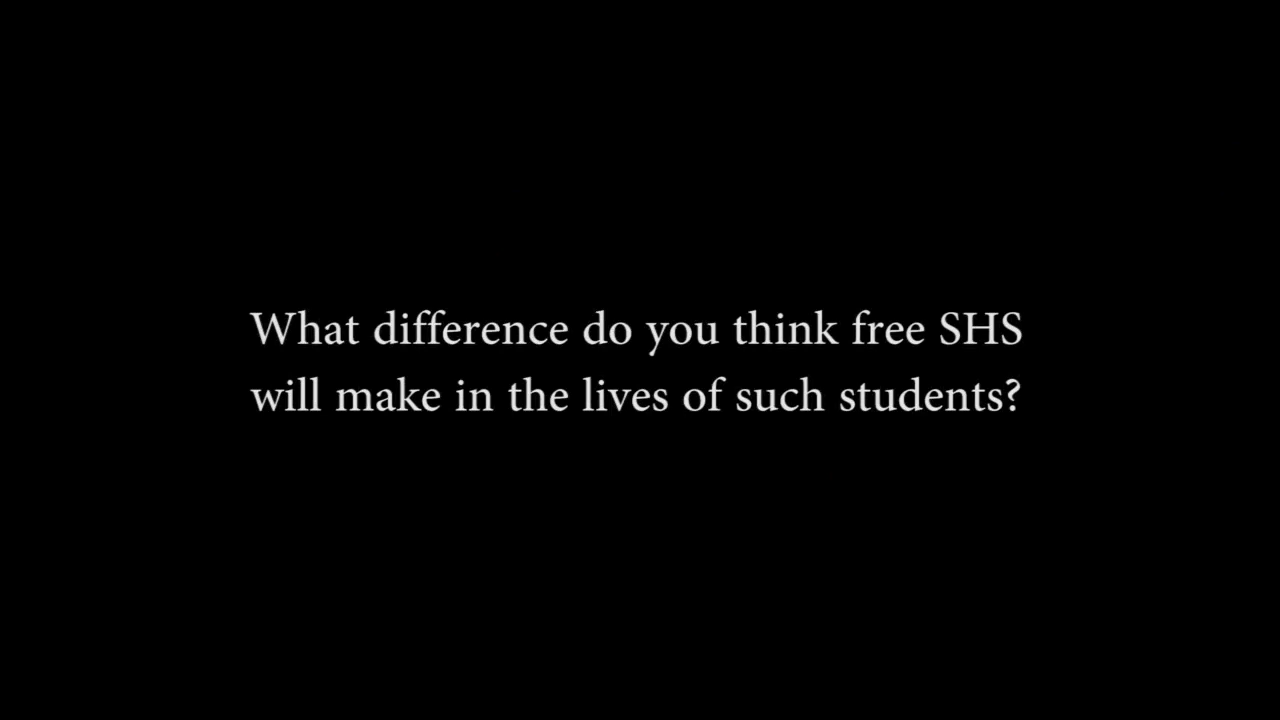 What difference do you think free SHS
will make in the lives of such students?